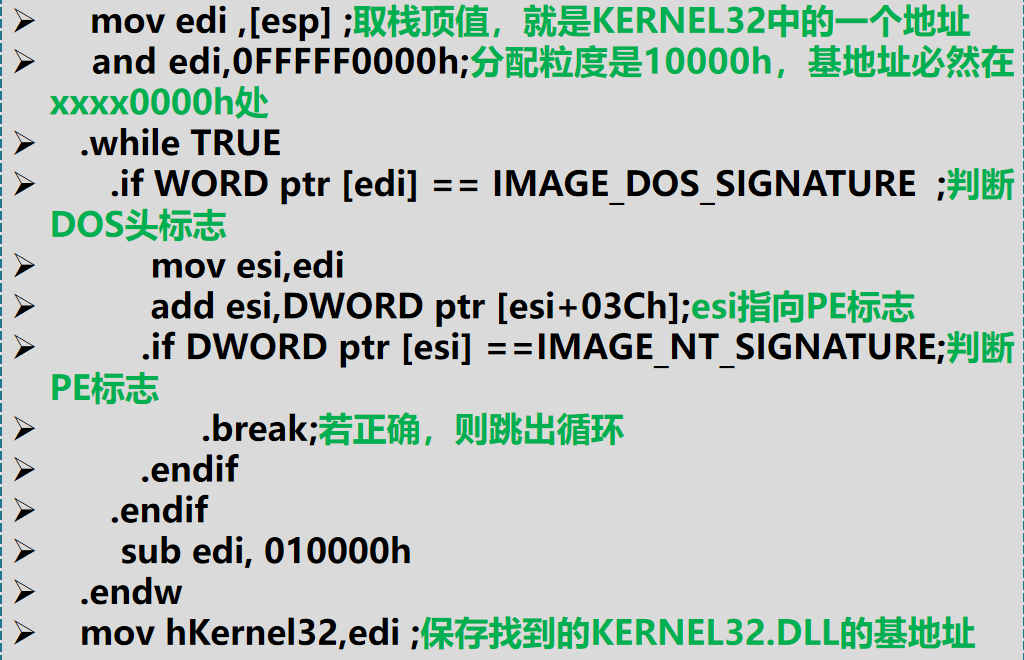 ➢ mov edi ,[esp] ;取栈顶值，就是KERNEL32中的一个地址
➢ and edi,0FFFFF0000h;分配粒度是10000h，基地址必然在
xxxx0000h处
➢ .while TRUE
➢ .if WORD ptr [edi] == IMAGE_DOS_SIGNATURE ;判断
DOS头标志
➢ mov esi,edi
➢ add esi,DWORD ptr [esi+03Ch];esi指向PE标志
➢ .if DWORD ptr [esi] ==IMAGE_NT_SIGNATURE;判断
PE标志
➢ .break;若正确，则跳出循环
➢ .endif
➢ .endif
➢ sub edi, 010000h
➢ .endw
➢ mov hKernel32,edi ;保存找到的KERNEL32.DLL的基地址